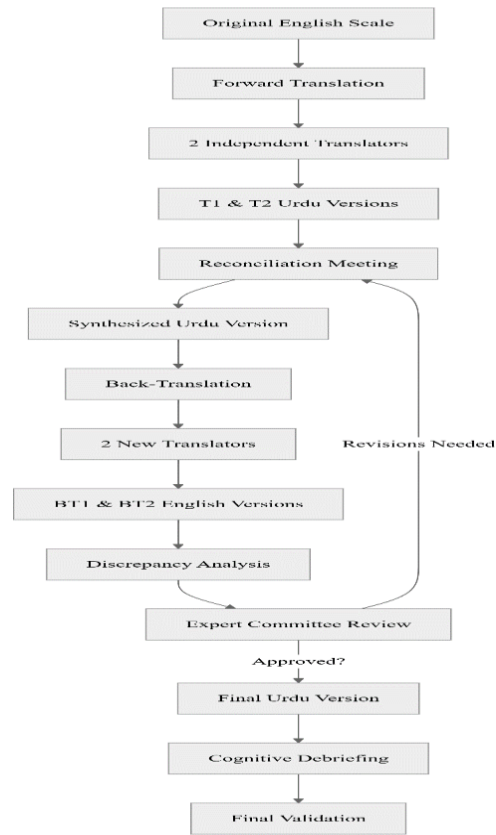 Original English Scale
Forward Translation
2 Independent Translators
T1 & T2 Urdu Versions
Reconciliation Meeting
Synthesized Urdu Version
Back-Translation
2 New Translators
Revisions Needed
BT1 & BT2 English Versions
Discrepancy Analysis
Expert Committee Review
Approved?
Final Urdu Version
Cognitive Debriefing
Final Validation